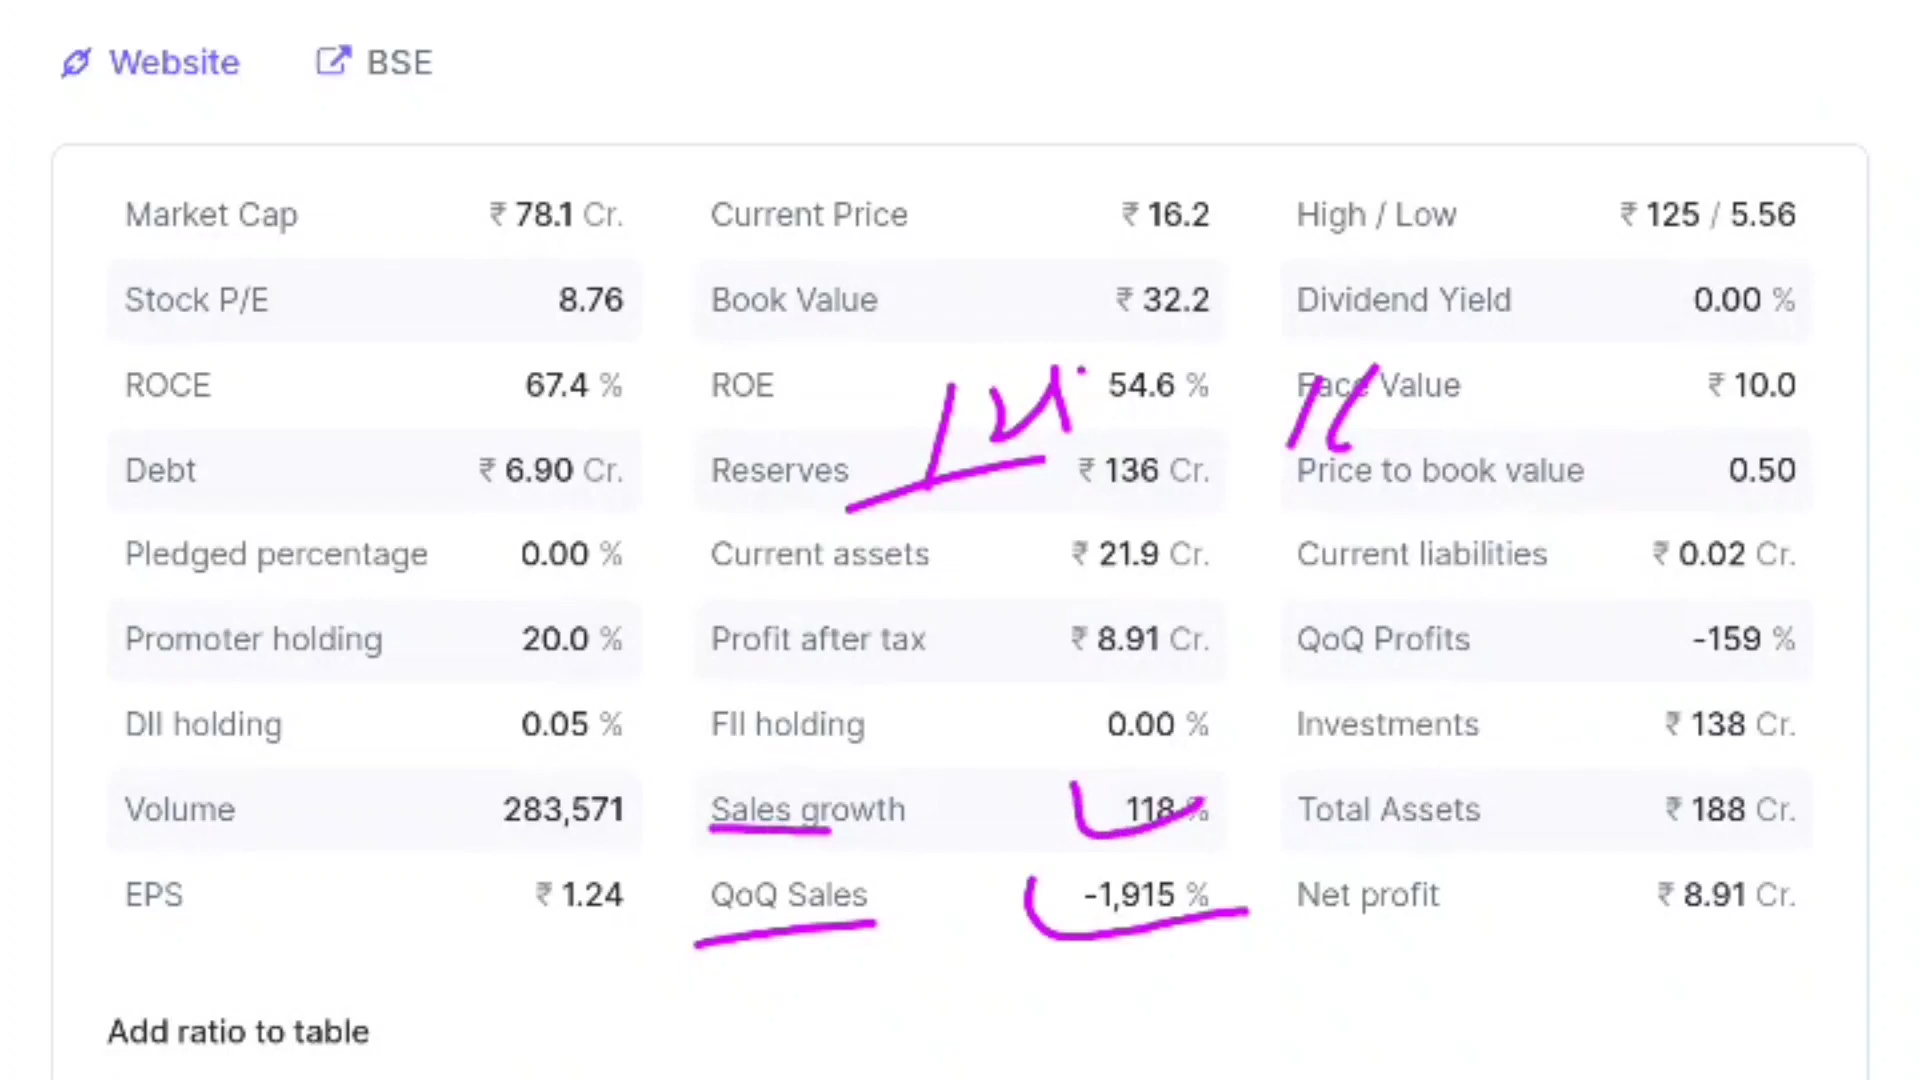 Website BSE
Market Cap ₹ 78.1 Cr. Current Price ₹ 16.2 High / Low ₹ 125 / 5.56
Stock P/E 8.76 Book Value ₹ 32.2 Dividend Yield 0.00 %
ROCE 67.4 % ROE 54.6 % Face Value ₹ 10.0
Debt ₹ 6.90 Cr. Reserves ₹ 136 Cr. Price to book value 0.50
Pledged percentage 0.00 % Current assets ₹ 21.9 Cr. Current liabilities ₹ 0.02 Cr.
Promoter holding 20.0 % Profit after tax ₹ 8.91 Cr. QoQ Profits -159 %
DII holding 0.05 % FII holding 0.00 % Investments ₹ 138 Cr.
Volume 283,571 Sales growth 118 % Total Assets ₹ 188 Cr.
EPS ₹ 1.24 QoQ Sales -1,915 % Net profit ₹ 8.91 Cr.
Add ratio to table